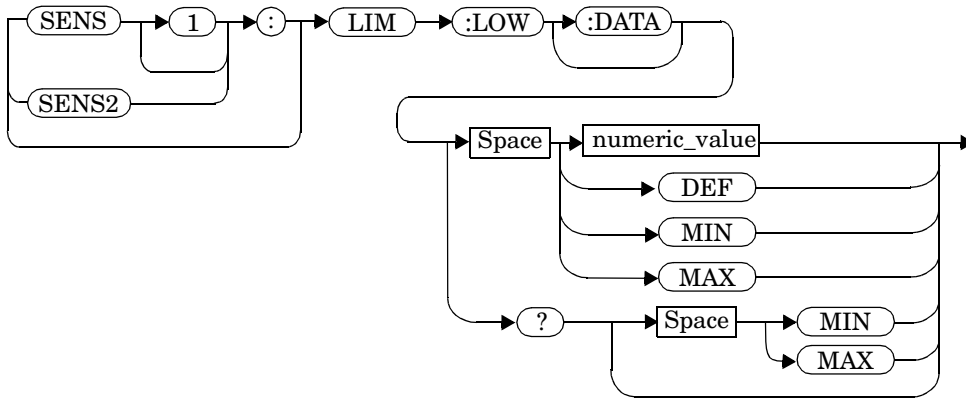 SENS 1 : LIM :LOW :DATA
SENS2
Space numeric_value
DEF
MIN
MAX
? Space MIN
MAX